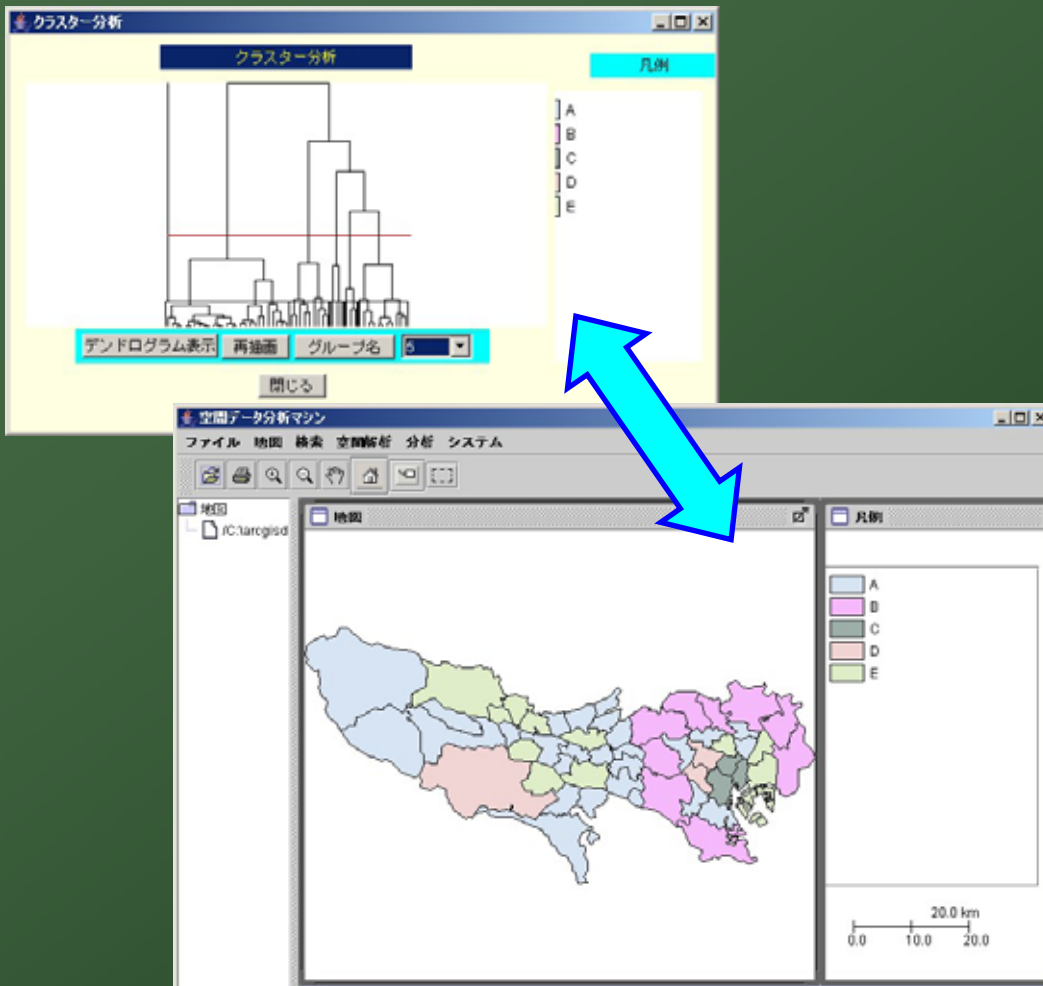 クラスター分析
クラスター分析
凡例
A
B
C
D
E
デンドログラム表示 再描画 グループ名 5
閉じる
空間データ分析マシン
ファイル 地図 検索 空間解析 分析 システム
地図
/C:\arcgisd
地図
凡例
A
B
C
D
E
20.0 km
0.0 10.0 20.0